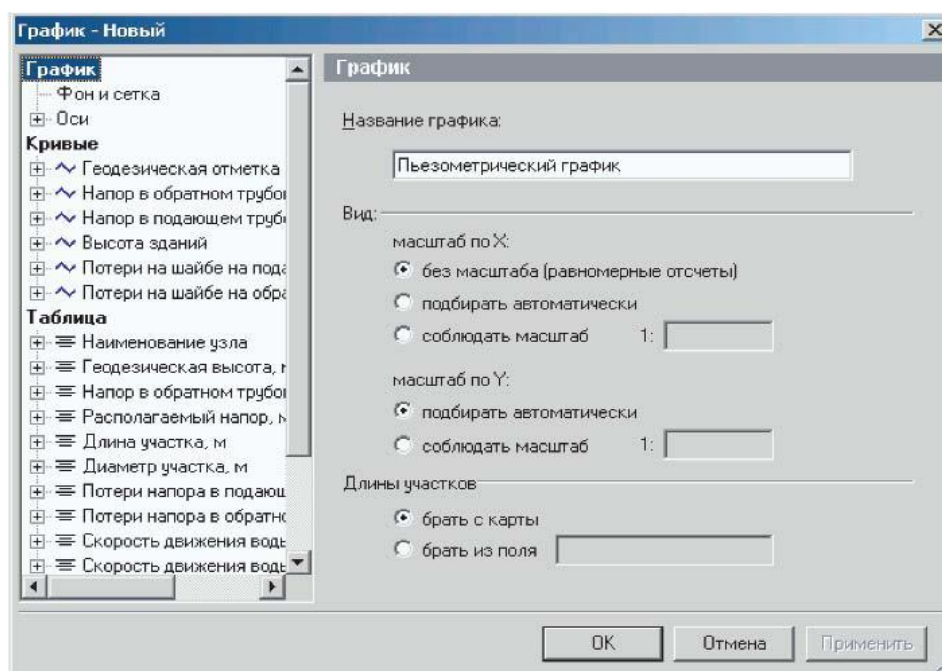 График - Новый
График
Фон и сетка
Оси
Кривые
Геодезическая отметка
Напор в обратном трубо
Напор в подающем труб
Высота зданий
Потери на шайбе на пода
Потери на шайбе на обра
Таблица
Наименование узла
Геодезическая высота,
Напор в обратном трубо
Располагаемый напор,
Длина участка, м
Диаметр участка, м
Потери напора в подающ
Потери напора в обратн
Скорость движения водь
Скорость движения водь
График
Название графика:
Пьезометрический график
Вид:
масштаб по X:
без масштаба (равномерные отсчеты)
подбирать автоматически
соблюдать масштаб 1:
масштаб по Y:
подбирать автоматически
соблюдать масштаб 1:
Длины участков
брать с карты
брать из поля
OK Отмена Применить